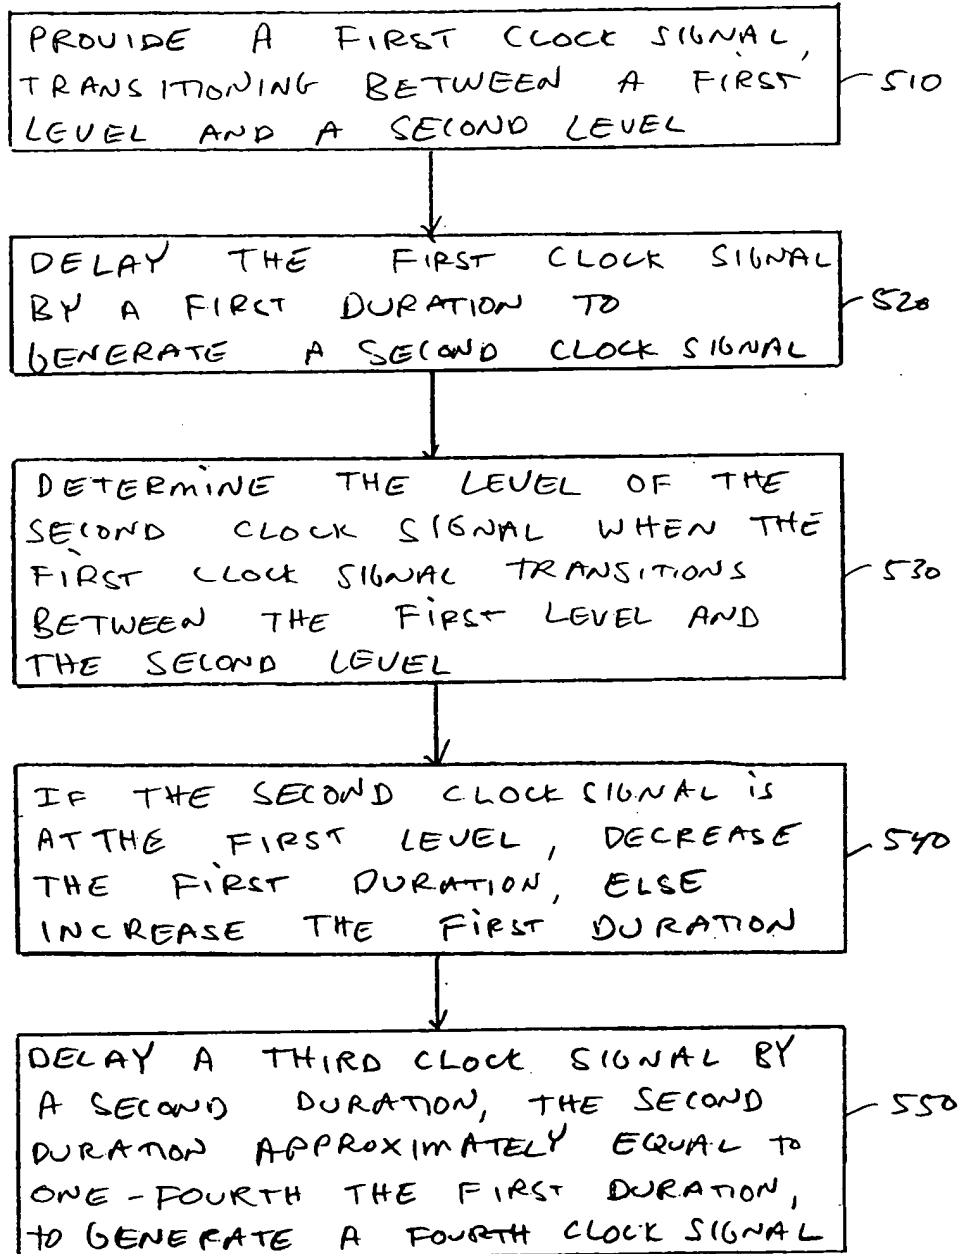 PROVIDE A FIRST CLOCK SIGNAL,
TRANSITIONING BETWEEN A FIRST
LEVEL AND A SECOND LEVEL
510
DELAY THE FIRST CLOCK SIGNAL
BY A FIRST DURATION TO
GENERATE A SECOND CLOCK SIGNAL
520
DETERMINE THE LEVEL OF THE
SECOND CLOCK SIGNAL WHEN THE
FIRST CLOCK SIGNAL TRANSITIONS
BETWEEN THE FIRST LEVEL AND
THE SECOND LEVEL
530
IF THE SECOND CLOCK SIGNAL IS
AT THE FIRST LEVEL, DECREASE
THE FIRST DURATION, ELSE
INCREASE THE FIRST DURATION
540
DELAY A THIRD CLOCK SIGNAL BY
A SECOND DURATION, THE SECOND
DURATION APPROXIMATELY EQUAL TO
ONE-FOURTH THE FIRST DURATION,
TO GENERATE A FOURTH CLOCK SIGNAL
550